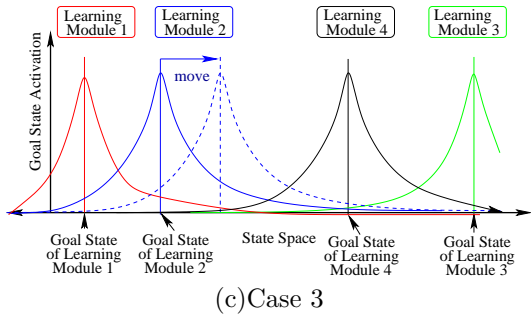 Learning
Module 1
Learning
Module 2
Learning
Module 4
Learning
Module 3
move
Goal State Activation
State Space
Goal State
of Learning
Module 1
Goal State
of Learning
Module 2
Goal State
of Learning
Module 4
Goal State
of Learning
Module 3
(c)Case 3